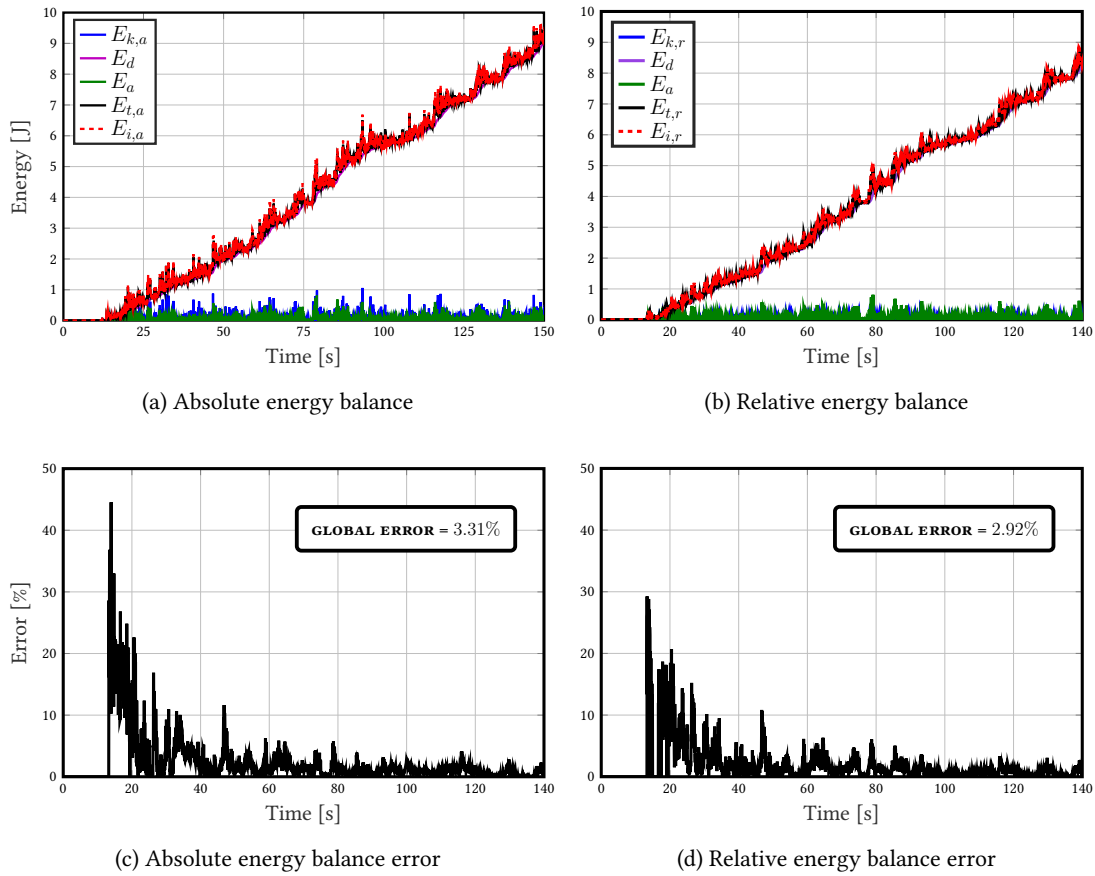 10
9
8
7
6
5
4
3
2
1
0
Energy [J]
E_{k,a}
E_d
E_a
E_{t,a}
E_{i,a}
0 25 50 75 100 125 150
Time [s]
(a) Absolute energy balance
10
9
8
7
6
5
4
3
2
1
0
E_{k,r}
E_d
E_a
E_{t,r}
E_{i,r}
0 20 40 60 80 100 120 140
Time [s]
(b) Relative energy balance
50
40
30
20
10
0
Error [%]
GLOBAL ERROR = 3.31%
0 20 40 60 80 100 120 140
Time [s]
(c) Absolute energy balance error
50
40
30
20
10
0
GLOBAL ERROR = 2.92%
0 20 40 60 80 100 120 140
Time [s]
(d) Relative energy balance error